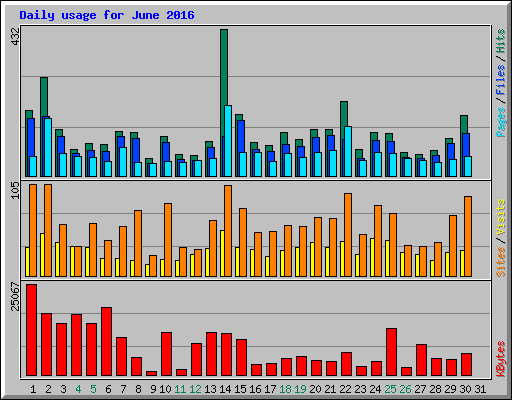 Daily usage for June 2016
432
Pages / Files / Hits
105
Sites / Visits
25067
KBytes
1 2 3 4 5 6 7 8 9 10 11 12 13 14 15 16 17 18 19 20 21 22 23 24 25 26 27 28 29 30 31